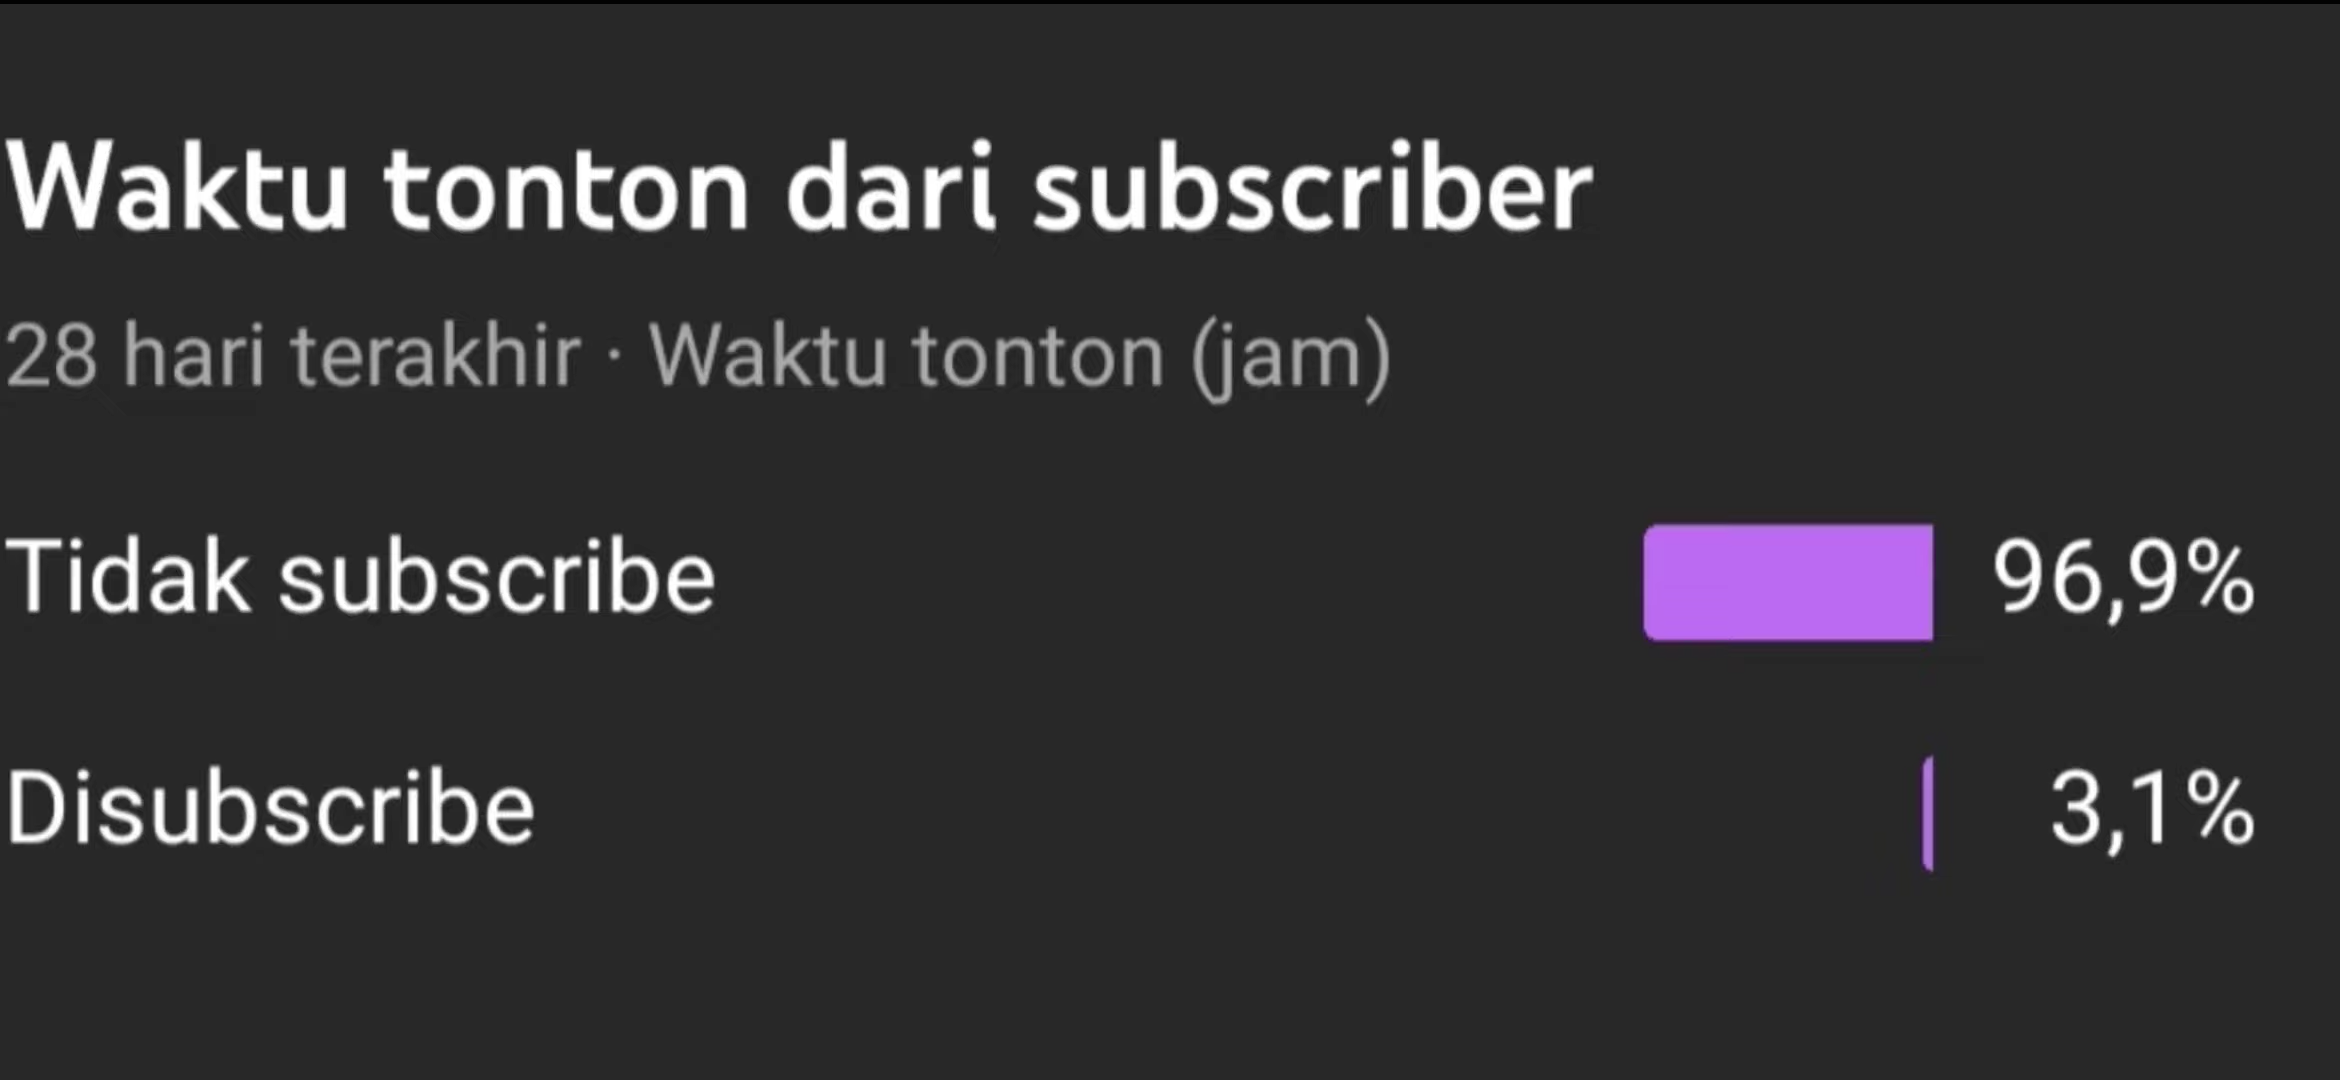 Waktu tonton dari subscriber
28 hari terakhir · Waktu tonton (jam)
Tidak subscribe 96,9%
Disubscribe 3,1%